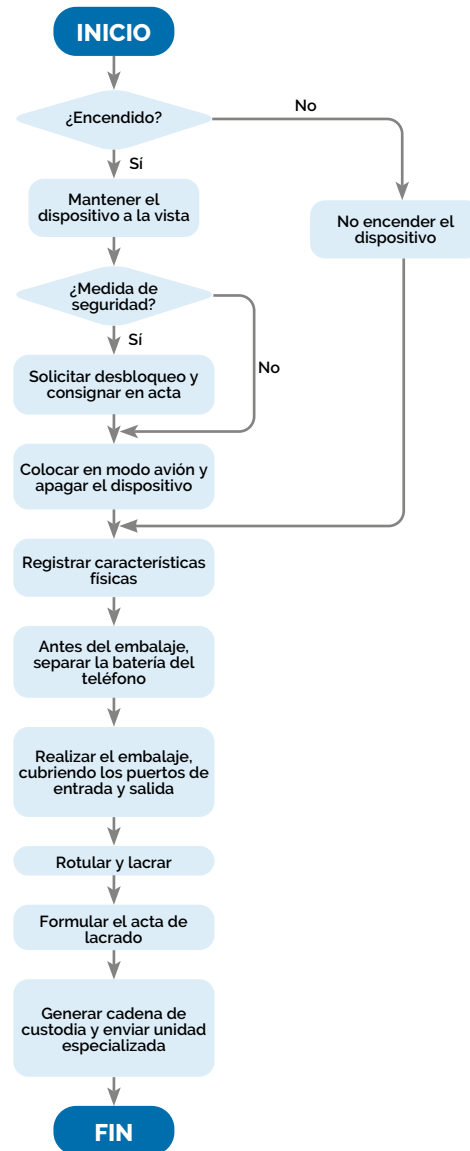 INICIO
¿Encendido?
No
Sí
Mantener el
dispositivo a la vista
No encender el
dispositivo
¿Medida de
seguridad?
Sí
No
Solicitar desbloqueo y
consignar en acta
Colocar en modo avión y
apagar el dispositivo
Registrar características
físicas
Antes del embalaje,
separar la batería del
teléfono
Realizar el embalaje,
cubriendo los puertos de
entrada y salida
Rotular y lacrar
Formular el acta de
lacrado
Generar cadena de
custodia y enviar unidad
especializada
FIN